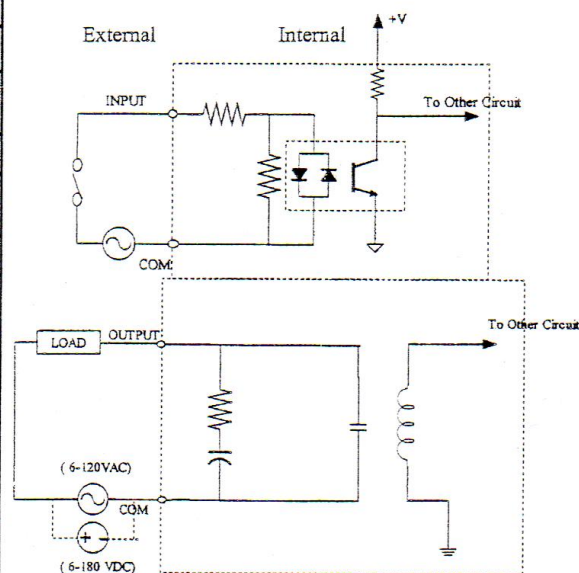 External
Internal
+V
INPUT
To Other Circuit
COM
OUTPUT
To Other Circuit
LOAD
( 6-120VAC)
COM
+ -
( 6-180 VDC)